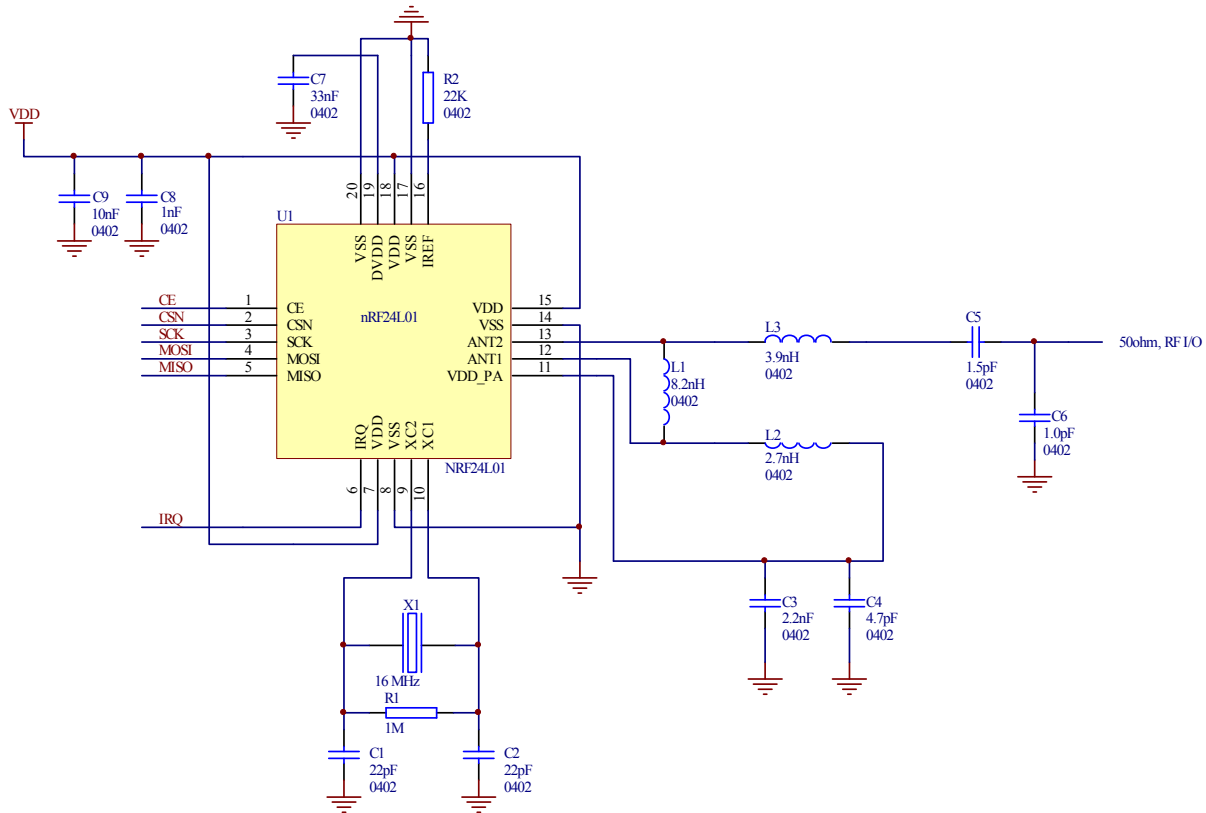 C7
33nF
0402
R2
22K
0402
VDD
C9
10nF
0402
C8
1nF
0402
20
19
18
17
16
U1
VSS
DVDD
VDD
VSS
IREF
CE
1
CE
CSN
2
CSN
SCK
3
SCK
MOSI
4
MOSI
MISO
5
MISO
nRF24L01
VDD
15
VSS
14
ANT2
13
ANT1
12
VDD_PA
11
IRQ
VDD
VSS
XC2
XC1
NRF24L01
6
7
8
9
10
IRQ
L3
3.9nH
0402
C5
1.5pF
0402
50ohm, RF I/O
L1
8.2nH
0402
L2
2.7nH
0402
C6
1.0pF
0402
C3
2.2nF
0402
C4
4.7pF
0402
X1
16 MHz
R1
1M
C1
22pF
0402
C2
22pF
0402